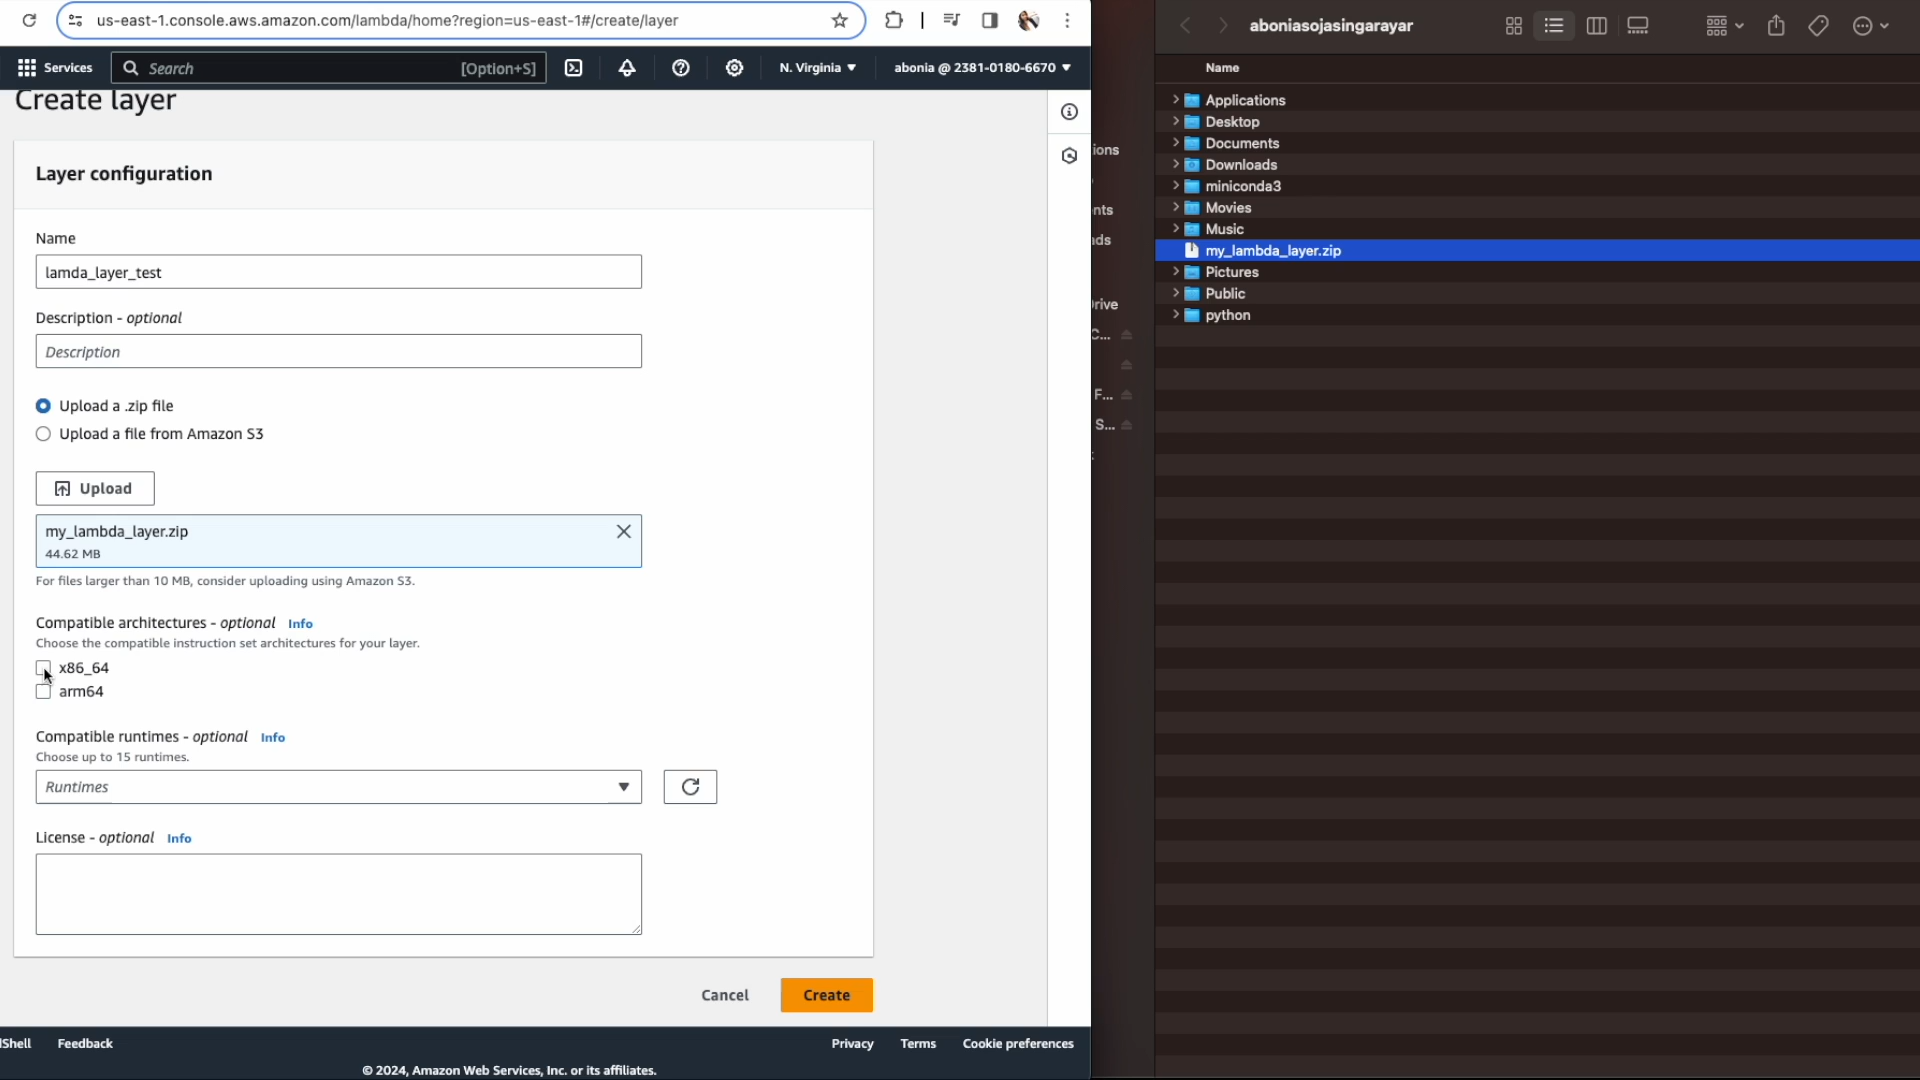 us-east-1.console.aws.amazon.com/lambda/home?region=us-east-1#/create/layer
Services
Search
[Option+S]
N. Virginia ▼
abonia @ 2381-0180-6670 ▼
Create layer
Layer configuration
Name
lamda_layer_test
Description - optional
Description
Upload a .zip file
Upload a file from Amazon S3
Upload
my_lambda_layer.zip
44.62 MB
For files larger than 10 MB, consider uploading using Amazon S3.
Compatible architectures - optional Info
Choose the compatible instruction set architectures for your layer.
x86_64
arm64
Compatible runtimes - optional Info
Choose up to 15 runtimes.
Runtimes
License - optional Info
Cancel
Create
Feedback
Privacy
Terms
Cookie preferences
© 2024, Amazon Web Services, Inc. or its affiliates.
aboniasojasingarayar
Name
Applications
Desktop
Documents
Downloads
miniconda3
Movies
Music
my_lambda_layer.zip
Pictures
Public
python